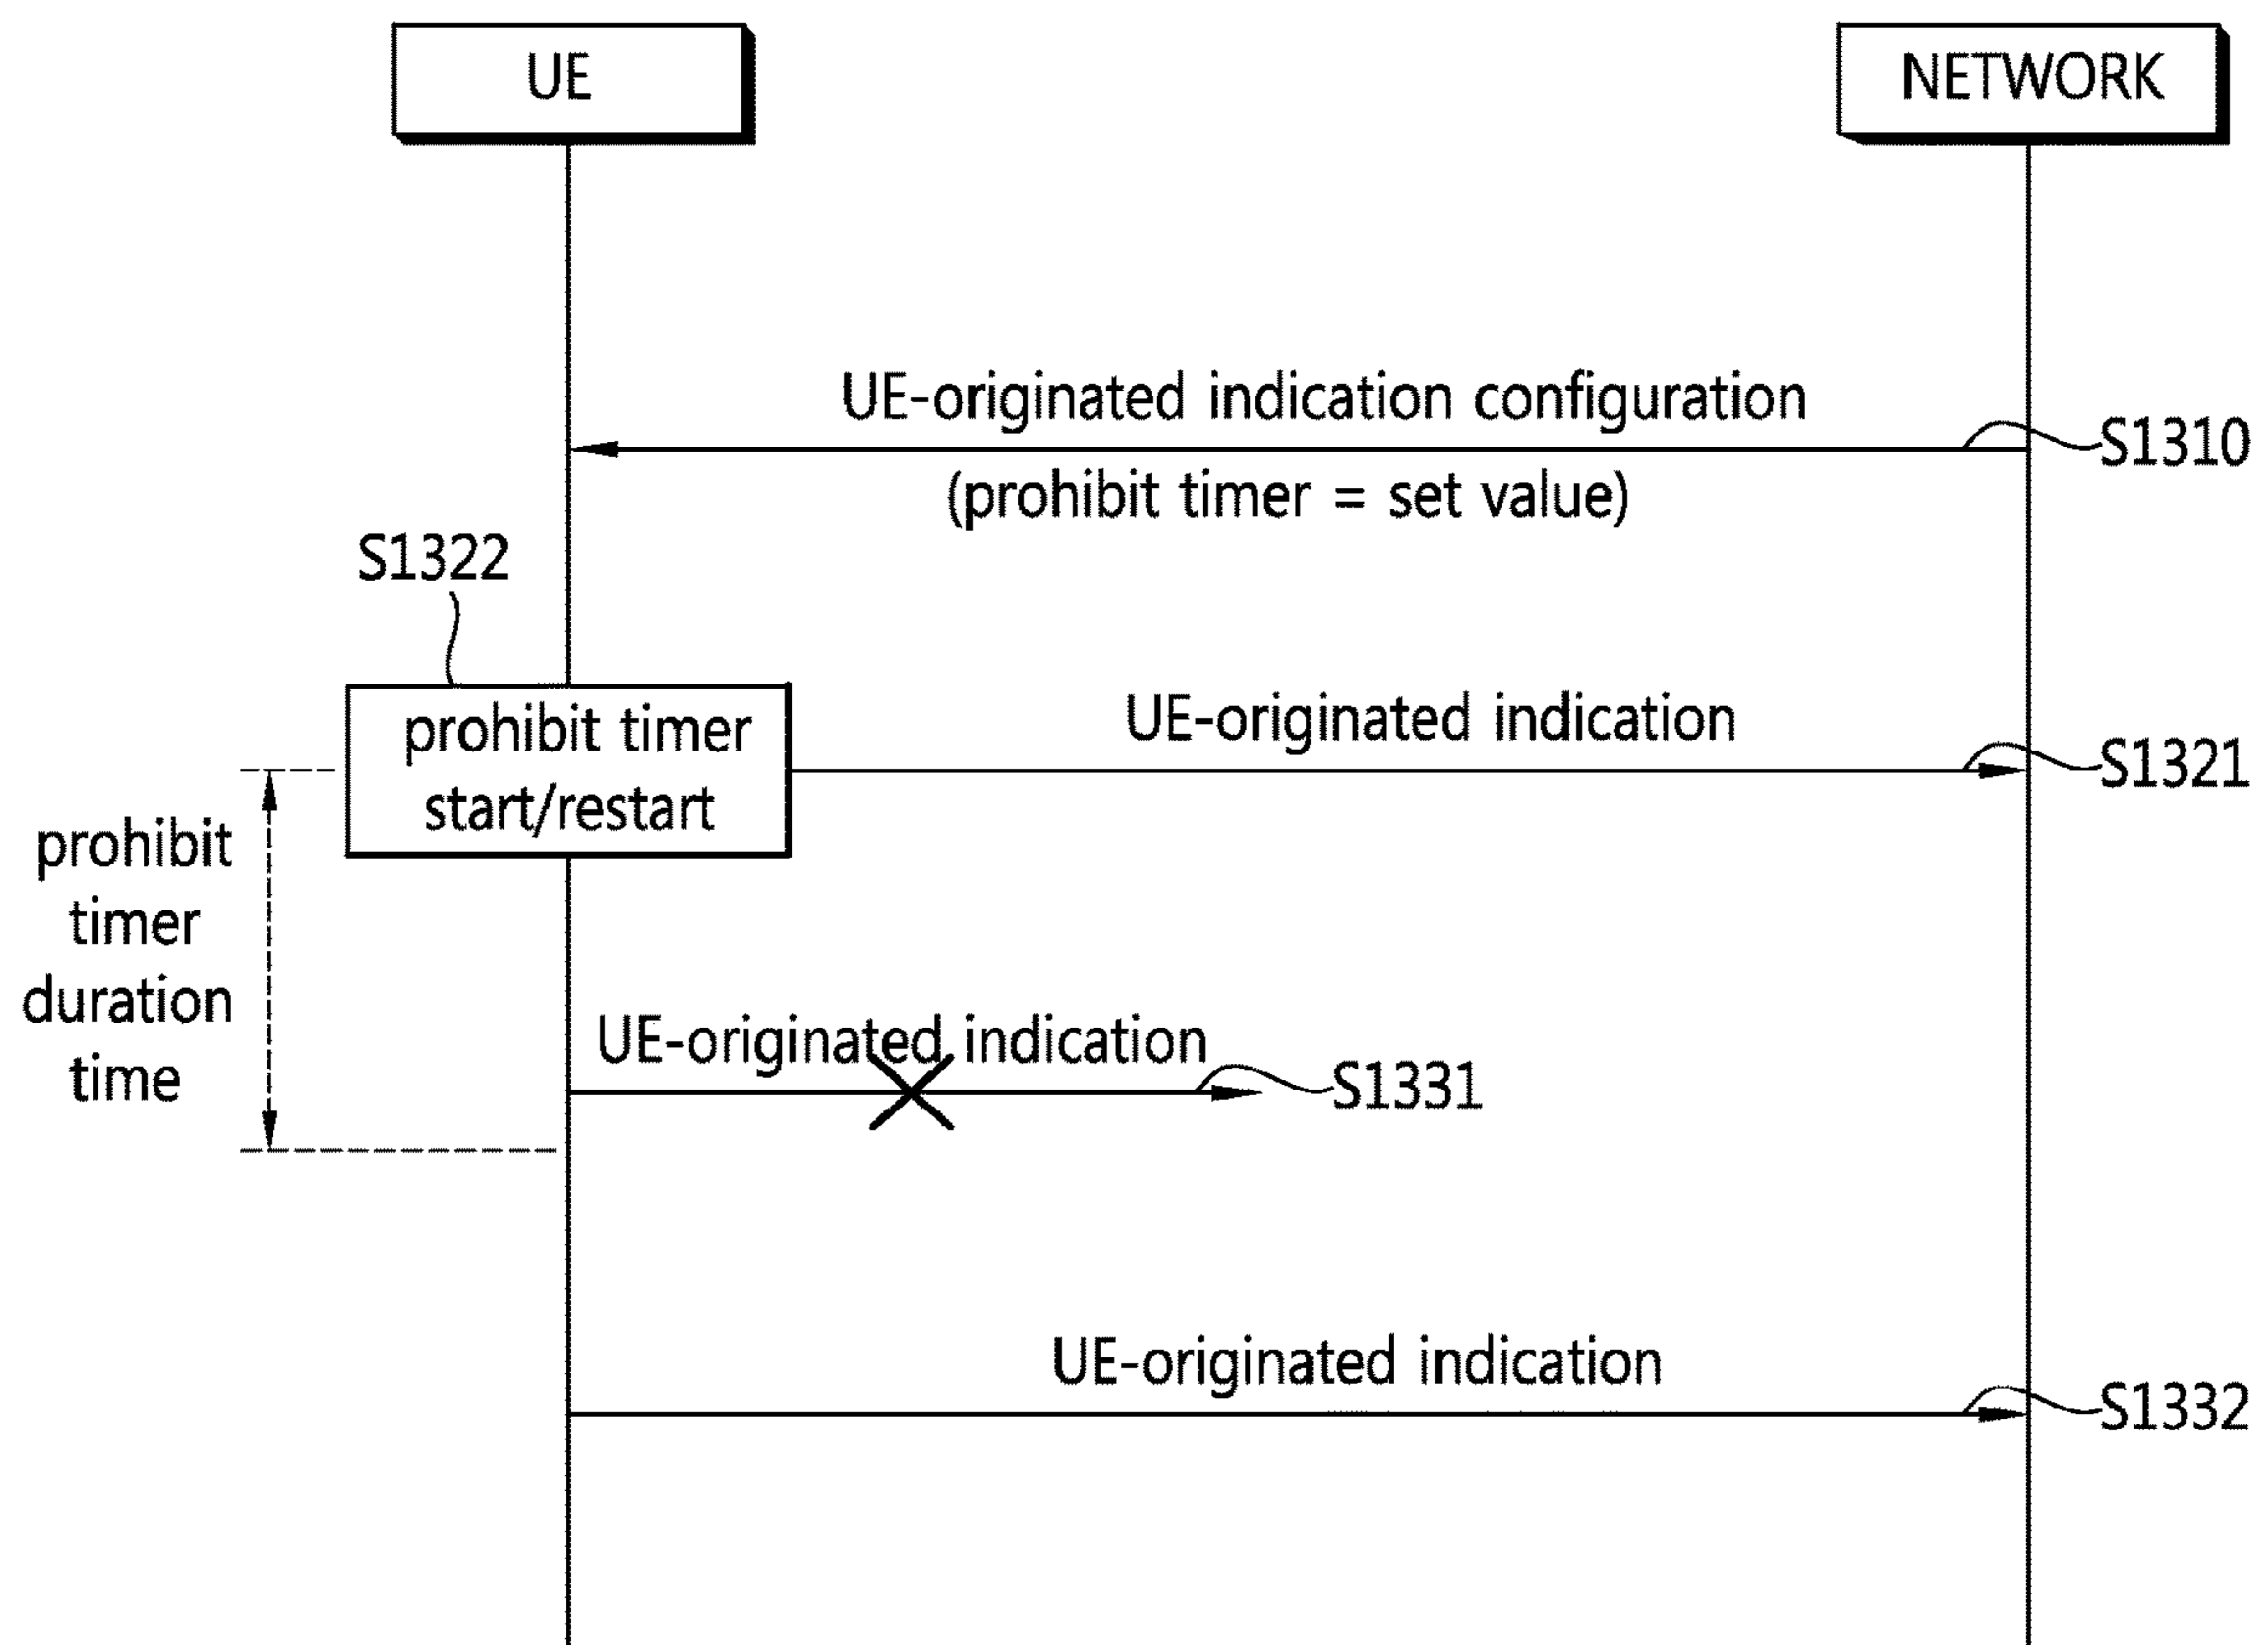 UE
NETWORK
UE-originated indication configuration
S1310
(prohibit timer = set value)
S1322
prohibit timer
start/restart
UE-originated indication
S1321
prohibit
timer
duration
time
UE-originated indication
S1331
UE-originated indication
S1332